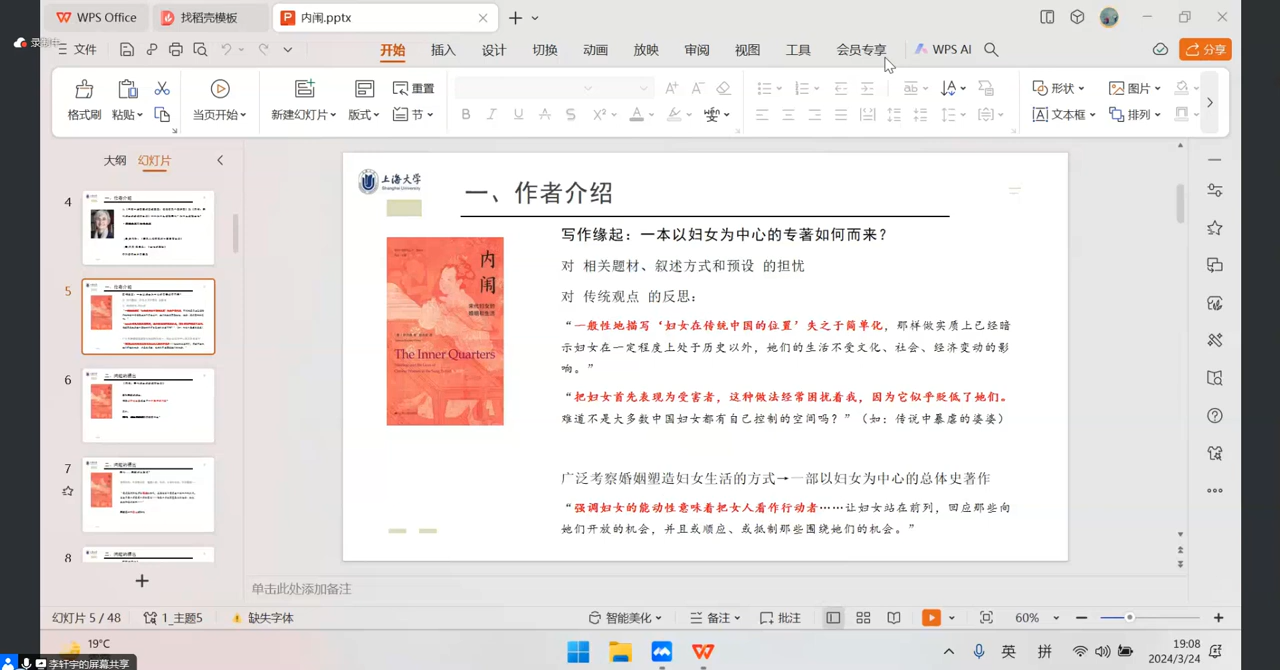 WPS Office
找稻壳模板
内闱.pptx
录制中
文件
开始
插入
设计
切换
动画
放映
审阅
视图
工具
会员专享
WPS AI
分享
格式刷
粘贴
当页开始
新建幻灯片
版式
重置
节
形状
图片
文本框
排列
大纲
幻灯片
4
5
6
7
8
上海大学
Shanghai University
一、作者介绍
内闱
宋代妇女的
婚姻和生活
The Inner Quarters
写作缘起：一本以妇女为中心的专著如何而来？
对 相关题材、叙述方式和预设 的担忧
对 传统观点 的反思：
“一般性地描写‘妇女在传统中国的位置’失之于简单化，那样做实质上已经暗
示妇女在一定程度上处于历史以外，她们的生活不受文化、社会、经济变动的影
响。”
“把妇女首先表现为受害者，这种做法经常困扰着我，因为它似乎贬低了她们。
难道不是大多数中国妇女都有自己控制的空间吗？”（如：传说中暴虐的婆婆）
广泛考察婚姻塑造妇女生活的方式→一部以妇女为中心的总体史著作
“强调妇女的能动性意味着把女人看作行动者……让妇女站在前列，回应那些向
她们开放的机会，并且或顺应、或抵制那些围绕她们的机会。”
单击此处添加备注
幻灯片 5 / 48
1_主题5
缺失字体
智能美化
备注
批注
60%
19°C
李轩宇的屏幕共享
英
拼
19:08
2024/3/24